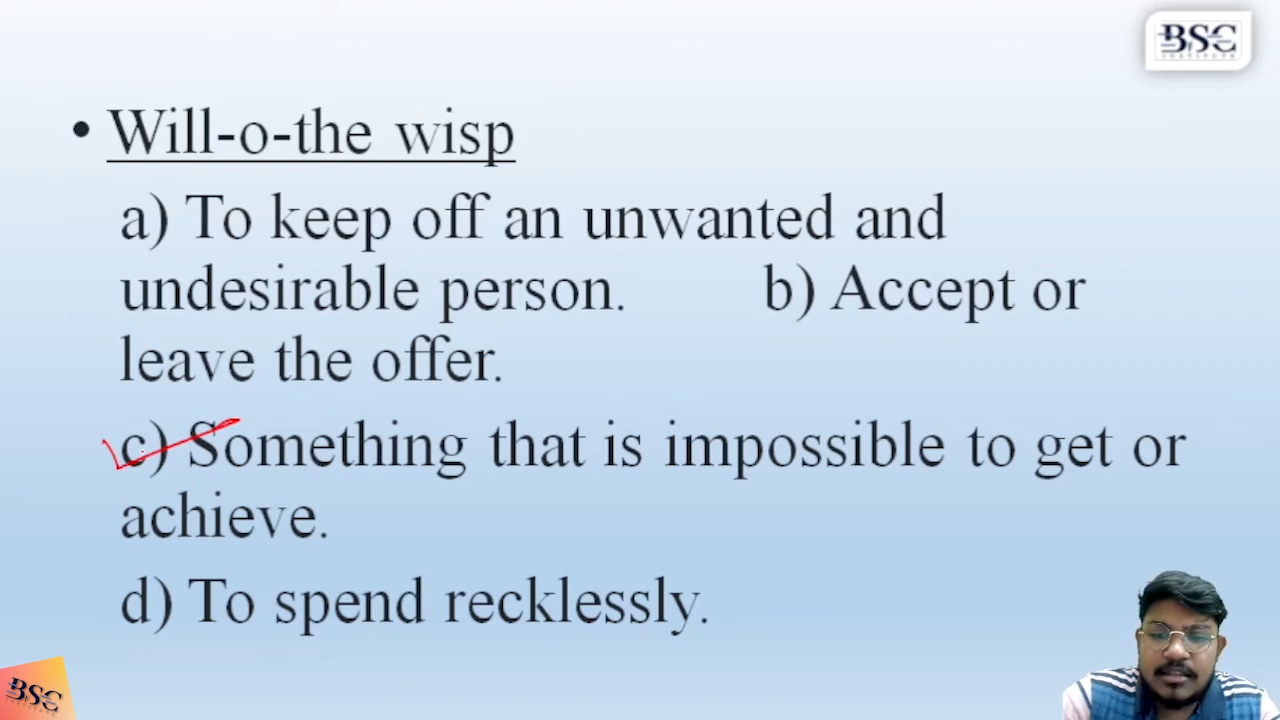 BSC
INSTITUTE
• Will-o-the wisp
a) To keep off an unwanted and
undesirable person. b) Accept or
leave the offer.
c) Something that is impossible to get or
achieve.
d) To spend recklessly.
BSC